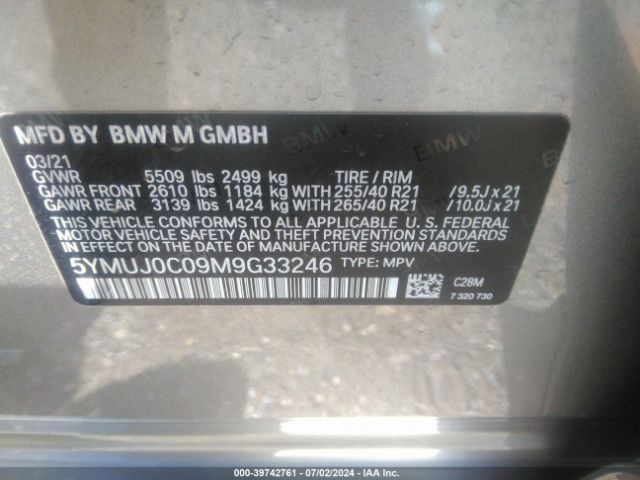 MFD BY BMW M GMBH
03/21
GVWR 5509 lbs 2499 kg TIRE / RIM
GAWR FRONT 2610 lbs 1184 kg WITH 255/40 R21 / 9.5J x 21
GAWR REAR 3139 lbs 1424 kg WITH 265/40 R21 / 10.0J x 21
THIS VEHICLE CONFORMS TO ALL APPLICABLE U. S. FEDERAL
MOTOR VEHICLE SAFETY, BUMPER, AND THEFT PREVENTION
STANDARDS IN EFFECT ON THE DATE OF MANUFACTURE SHOWN ABOVE.
5YMUJ0C09M9G33246 TYPE: MPV
C28M
7 320 730
000-39742761 - 07/02/2024 - IAA Inc.